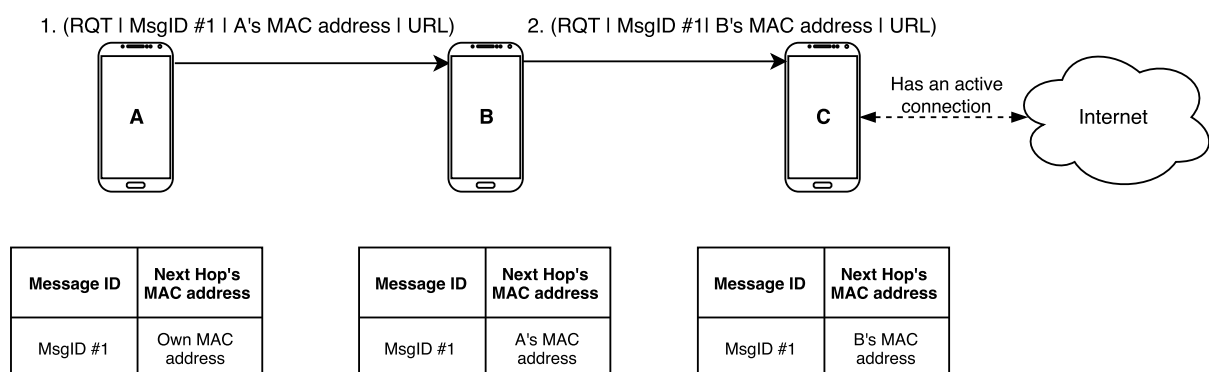 1. (RQT | MsgID #1 | A's MAC address | URL)
2. (RQT | MsgID #1| B's MAC address | URL)
A
B
C
Has an active
connection
Internet
Message ID
Next Hop's
MAC address
MsgID #1
Own MAC
address
Message ID
Next Hop's
MAC address
MsgID #1
A's MAC
address
Message ID
Next Hop's
MAC address
MsgID #1
B's MAC
address